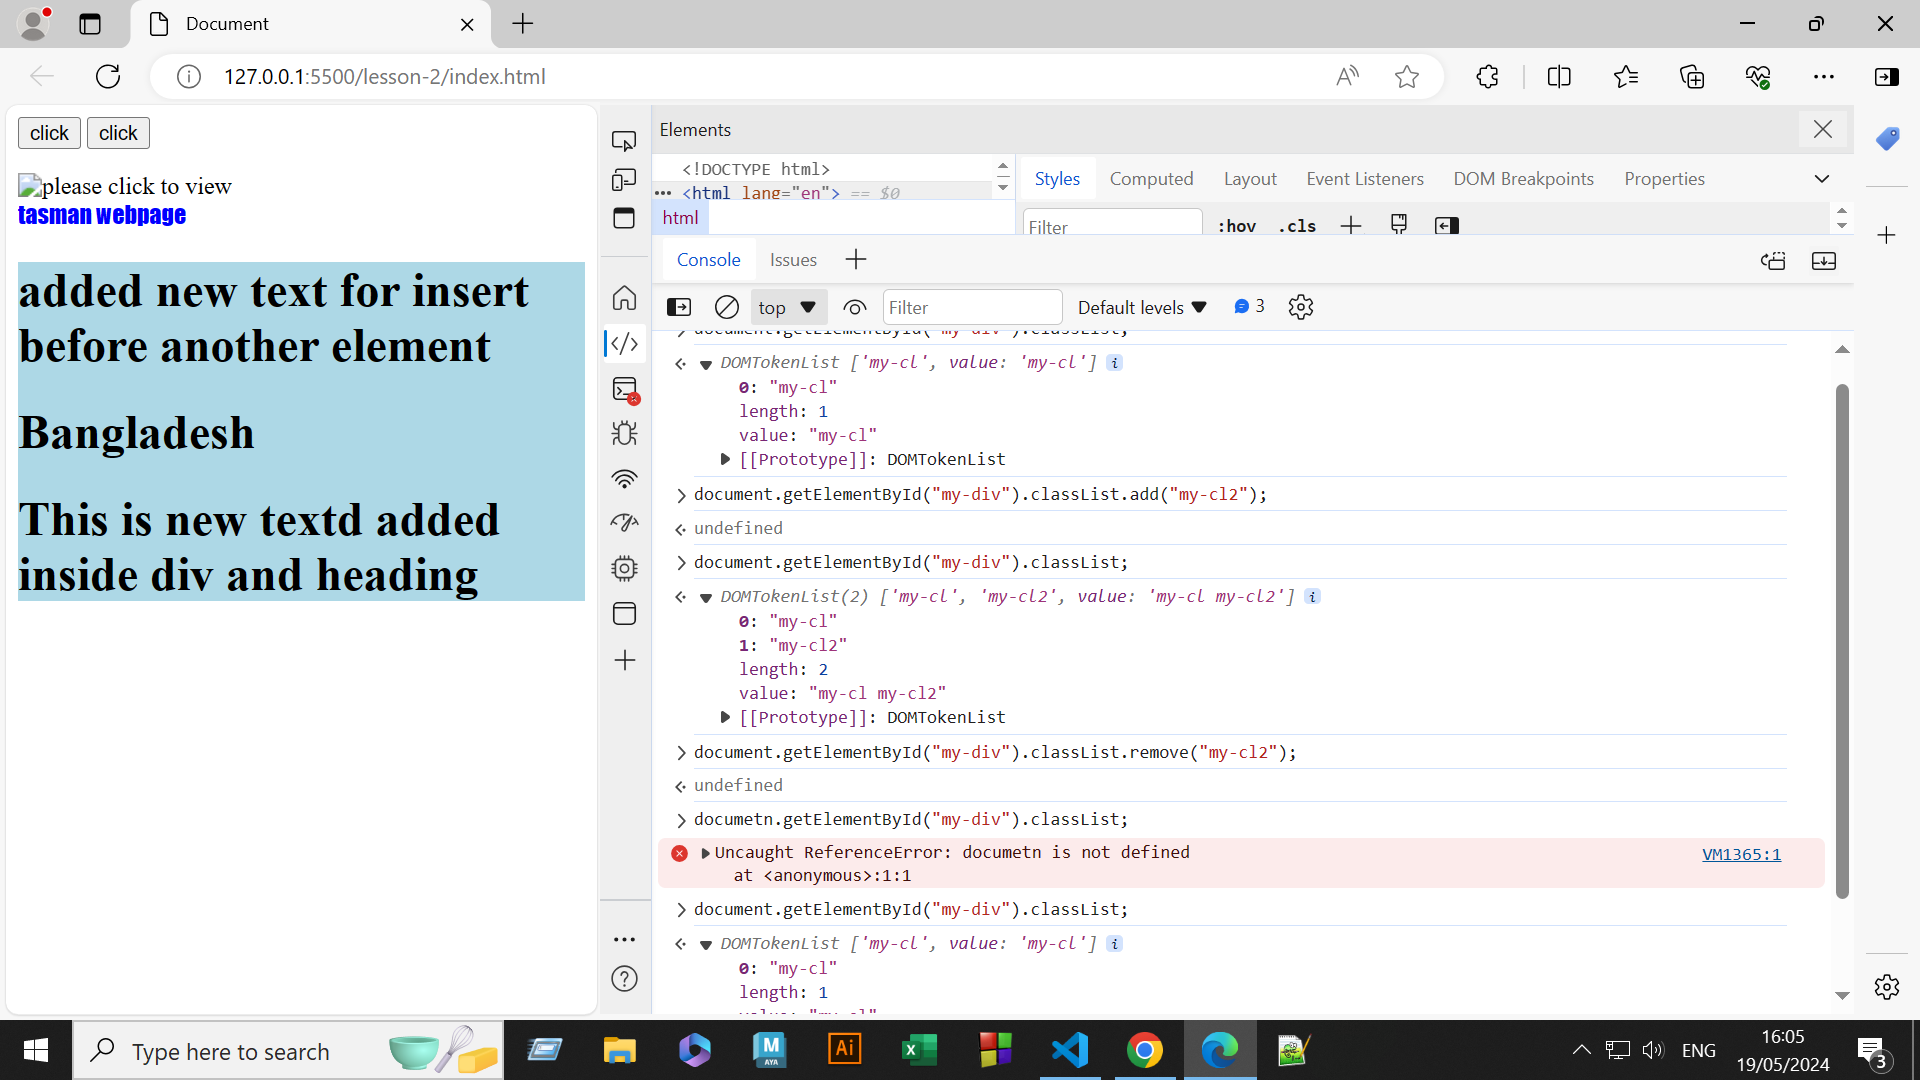 Document
127.0.0.1:5500/lesson-2/index.html
click click
please click to view
tasman webpage
added new text for insert
before another element
Bangladesh
This is new textd added
inside div and heading
Elements
<!DOCTYPE html>
<html lang="en"> == $0
html
Styles Computed Layout Event Listeners DOM Breakpoints Properties
Filter :hov .cls
Console Issues
top Filter Default levels 3
document.getElementById("my-div").classList;
DOMTokenList ['my-cl', value: 'my-cl']
0: "my-cl"
length: 1
value: "my-cl"
[[Prototype]]: DOMTokenList
document.getElementById("my-div").classList.add("my-cl2");
undefined
document.getElementById("my-div").classList;
DOMTokenList(2) ['my-cl', 'my-cl2', value: 'my-cl my-cl2']
0: "my-cl"
1: "my-cl2"
length: 2
value: "my-cl my-cl2"
[[Prototype]]: DOMTokenList
document.getElementById("my-div").classList.remove("my-cl2");
undefined
documetn.getElementById("my-div").classList;
Uncaught ReferenceError: documetn is not defined VM1365:1
at <anonymous>:1:1
document.getElementById("my-div").classList;
DOMTokenList ['my-cl', value: 'my-cl']
0: "my-cl"
length: 1
value: "my-cl"
Type here to search
M
AYA
Ai
ENG
16:05
19/05/2024
3